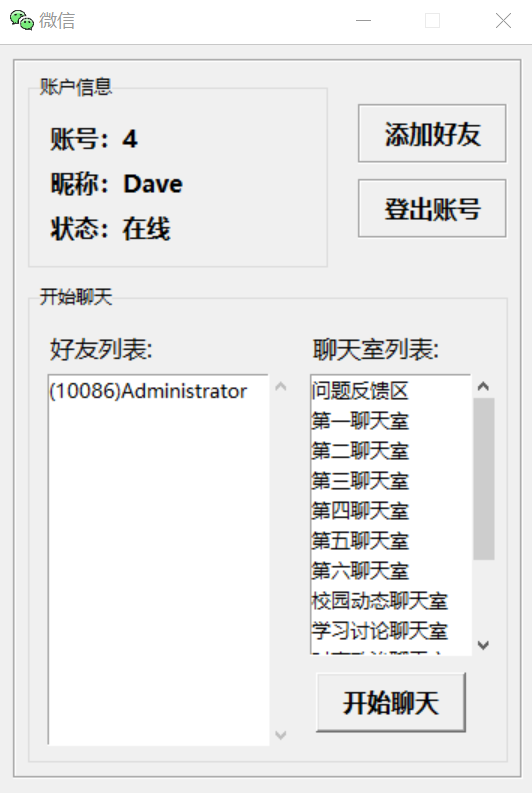 微信
账户信息
账号：4
昵称：Dave
状态：在线
添加好友
登出账号
开始聊天
好友列表:
(10086)Administrator
聊天室列表:
问题反馈区
第一聊天室
第二聊天室
第三聊天室
第四聊天室
第五聊天室
第六聊天室
校园动态聊天室
学习讨论聊天室
开始聊天